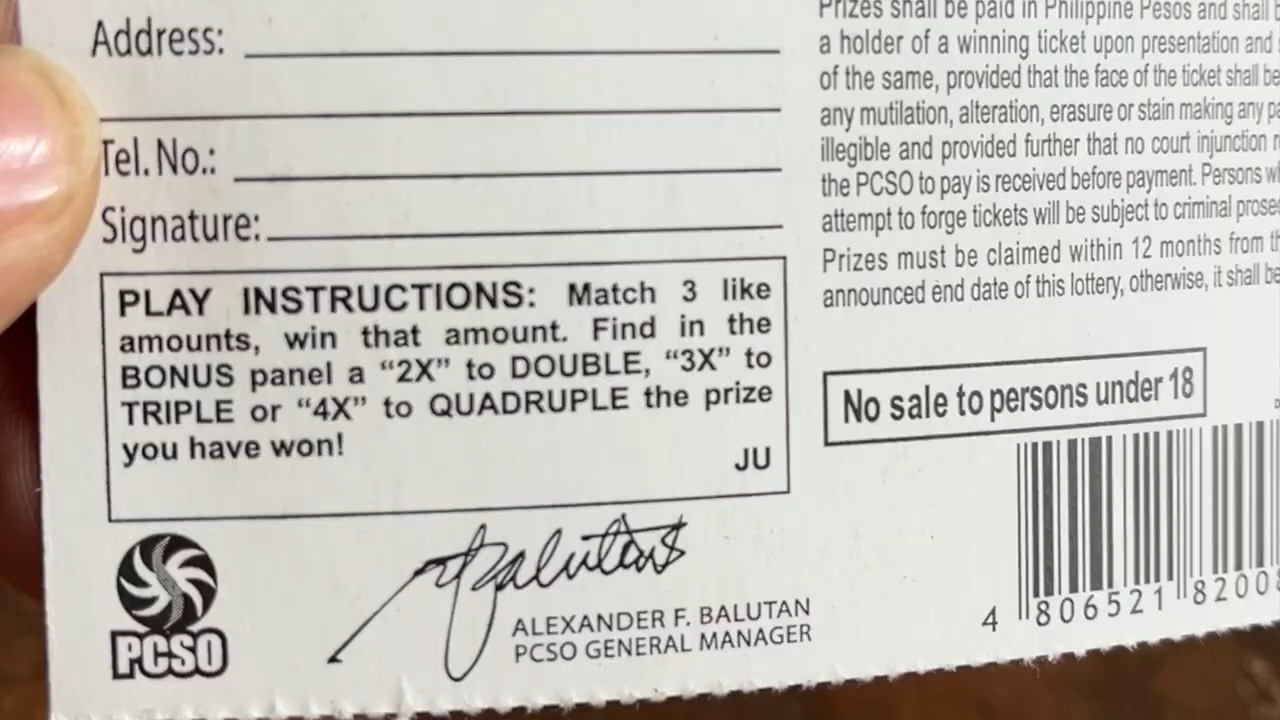 Address:
Tel. No.:
Signature:
PLAY INSTRUCTIONS: Match 3 like
amounts, win that amount. Find in the
BONUS panel a “2X” to DOUBLE, “3X” to
TRIPLE or “4X” to QUADRUPLE the prize
you have won!
JU
PCSO
Balutan
ALEXANDER F. BALUTAN
PCSO GENERAL MANAGER
Prizes shall be paid in Philippine Pesos and shall
a holder of a winning ticket upon presentation and
of the same, provided that the face of the ticket shall be
any mutilation, alteration, erasure or stain making any
illegible and provided further that no court injunction
the PCSO to pay is received before payment. Persons
attempt to forge tickets will be subject to criminal
Prizes must be claimed within 12 months from
announced end date of this lottery, otherwise, it shall be
No sale to persons under 18
4 806521 8200